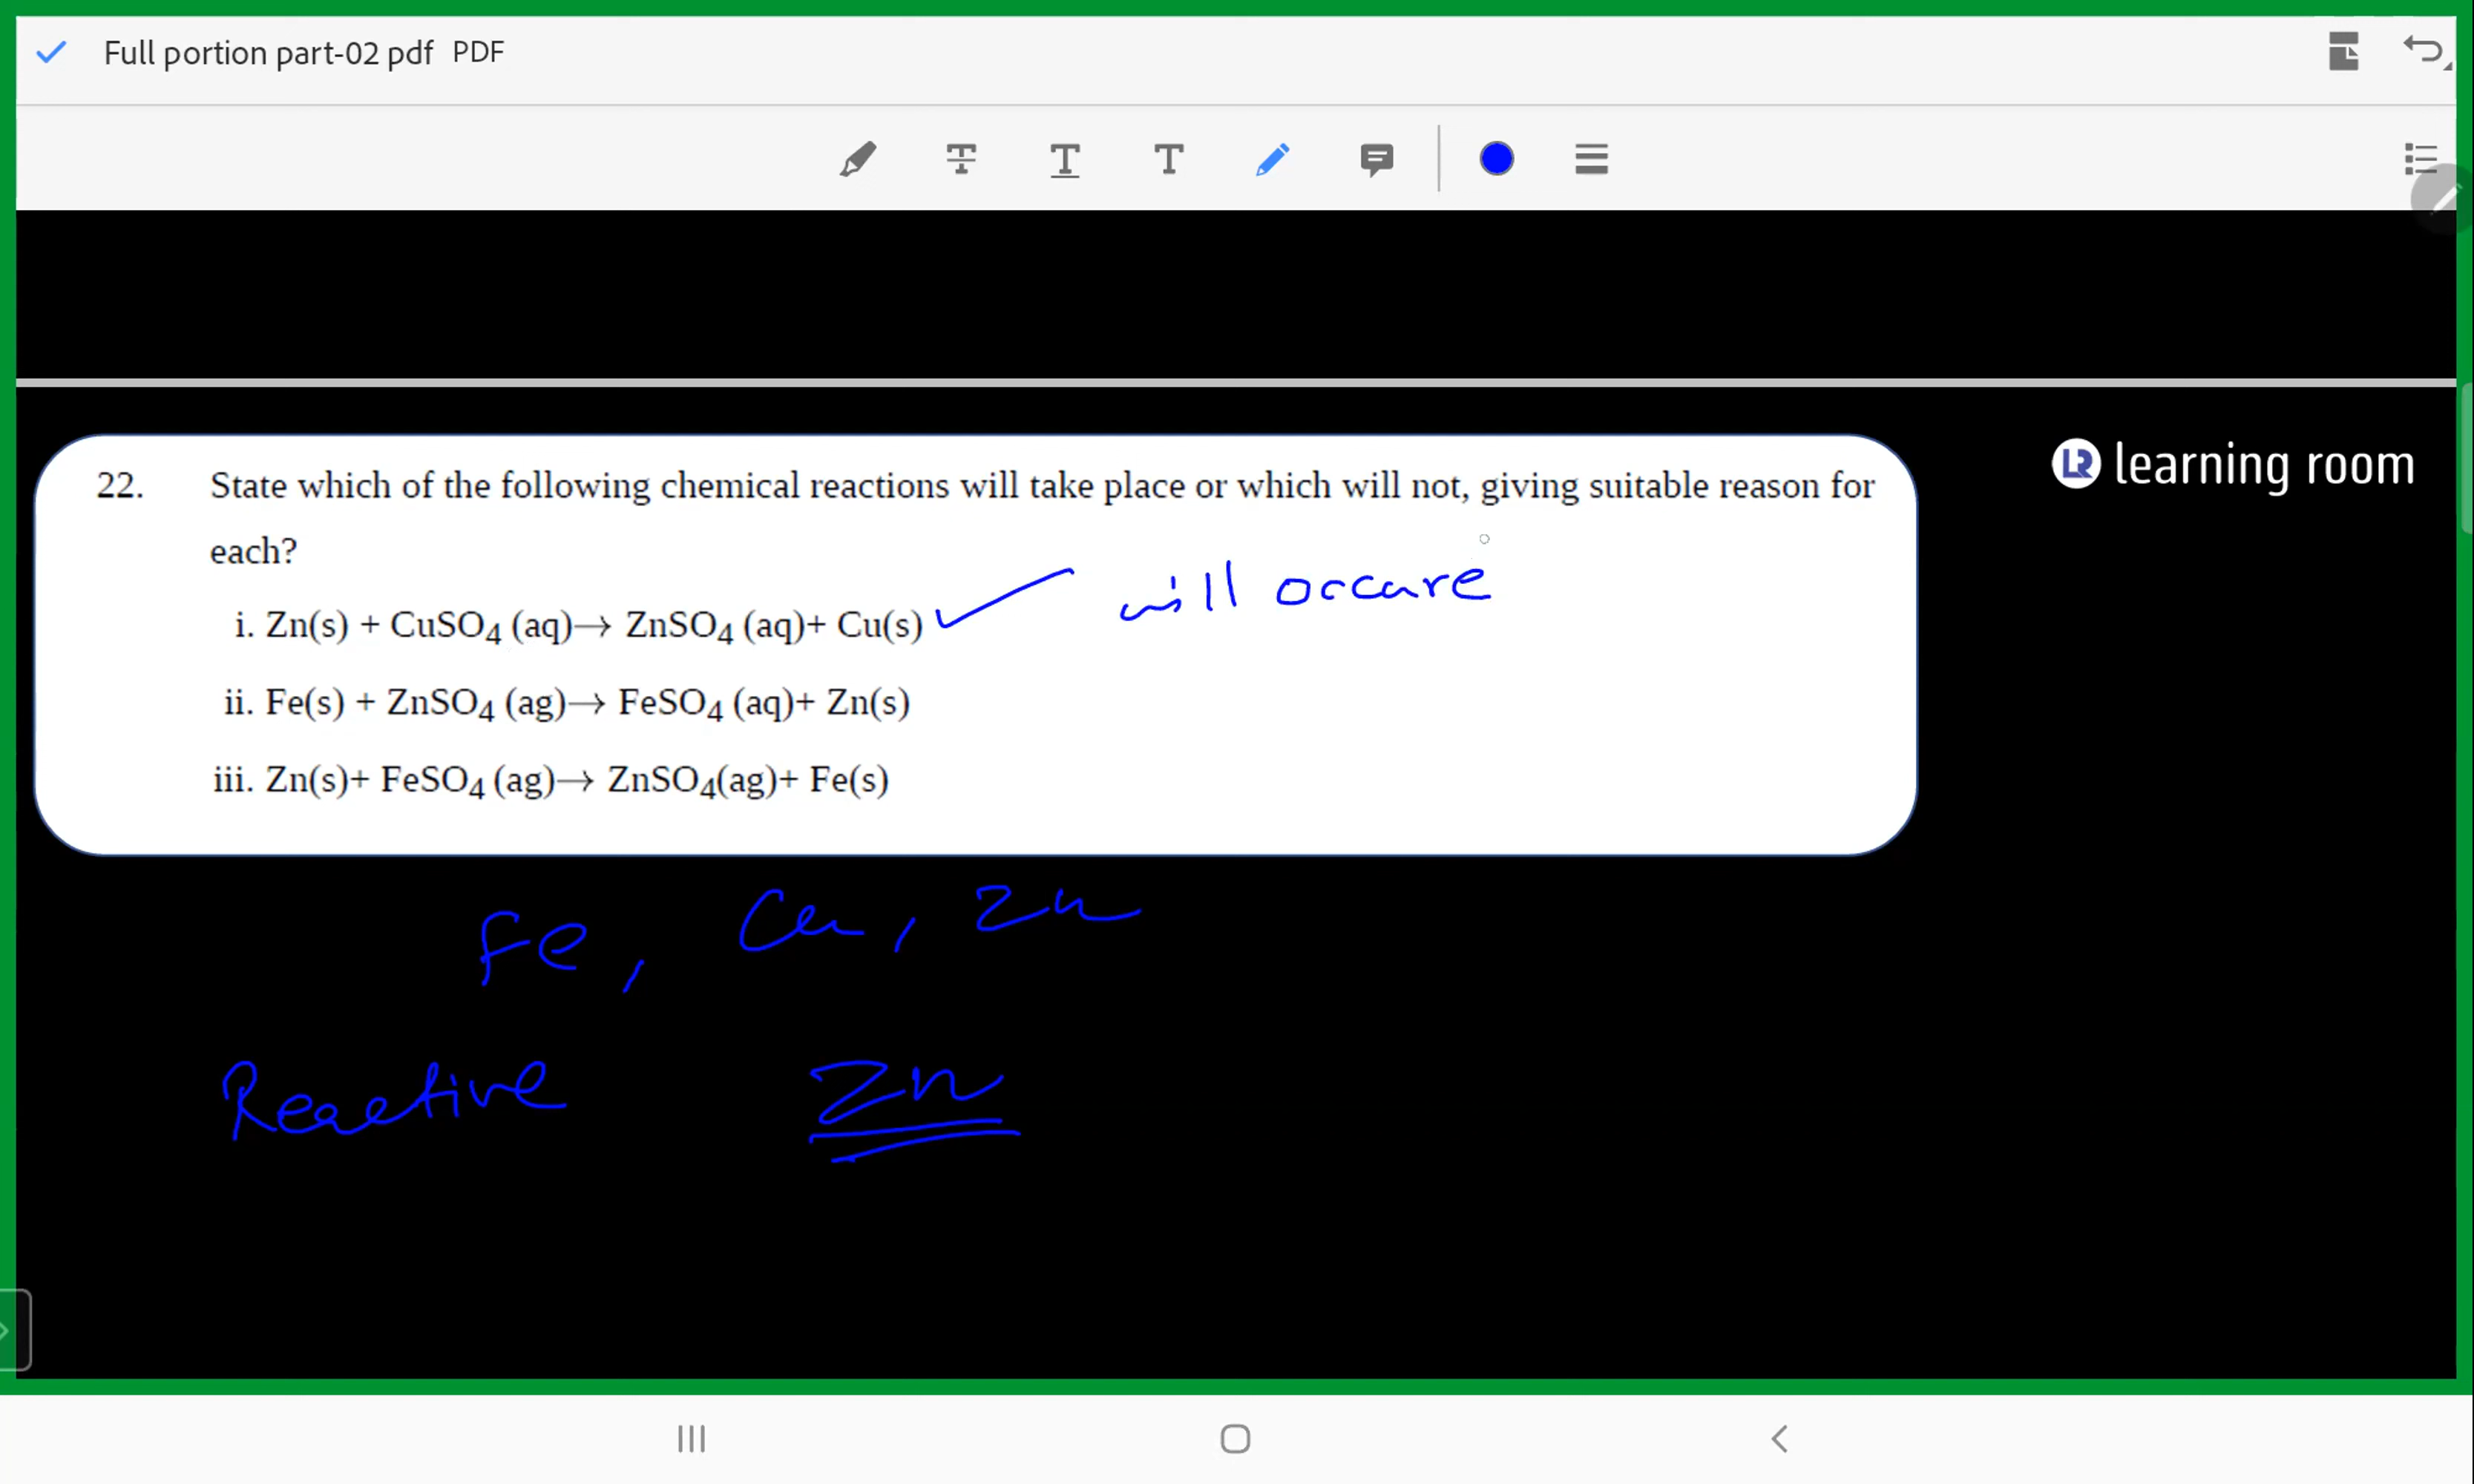 Full portion part-02 pdf PDF
learning room
22. State which of the following chemical reactions will take place or which will not, giving suitable reason for
each?
will occure
i. Zn(s) + CuSO₄ (aq)→ ZnSO₄ (aq)+ Cu(s)
ii. Fe(s) + ZnSO₄ (ag)→ FeSO₄ (aq)+ Zn(s)
iii. Zn(s)+ FeSO₄ (ag)→ ZnSO₄(ag)+ Fe(s)
Fe, Cu, Zn
Reactive Zn